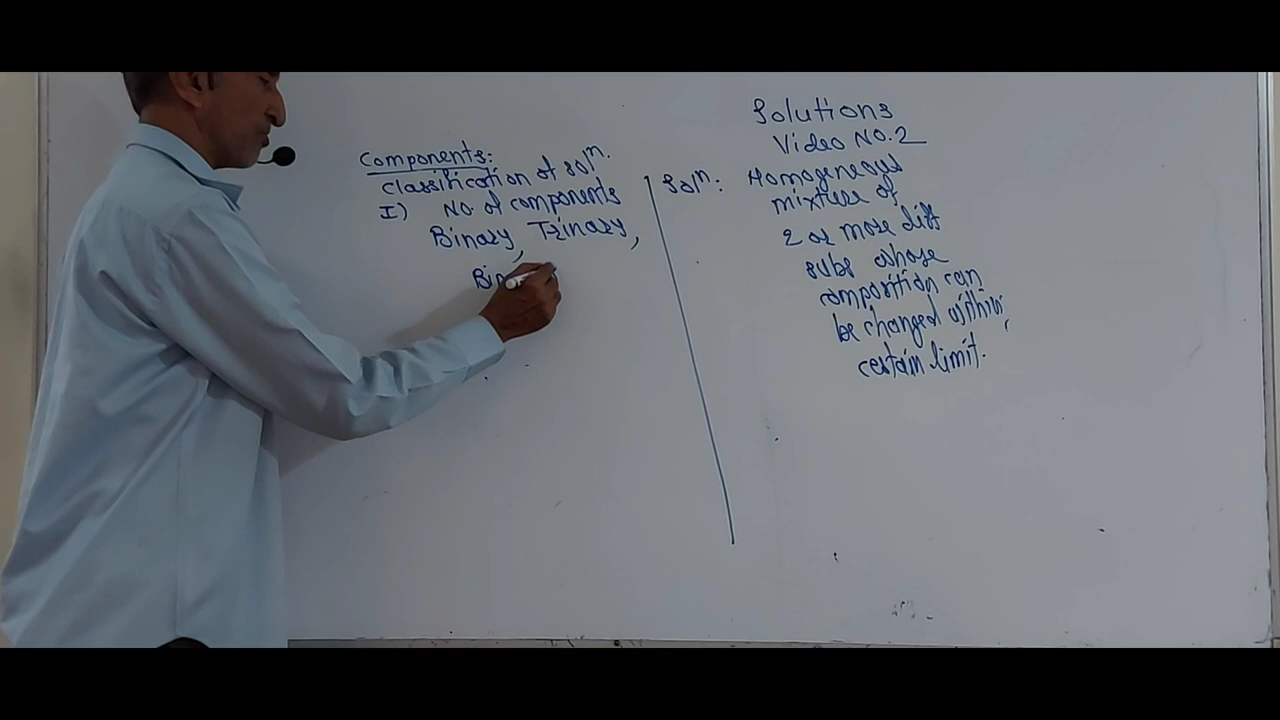 Components:
Classification of solⁿ.
I) No. of components
Binary, Trinary,
Bin
Solutions
Video No. 2
Solⁿ: Homogeneous
mixture of
2 or more diff
subs whose
composition can
be changed within
certain limit.